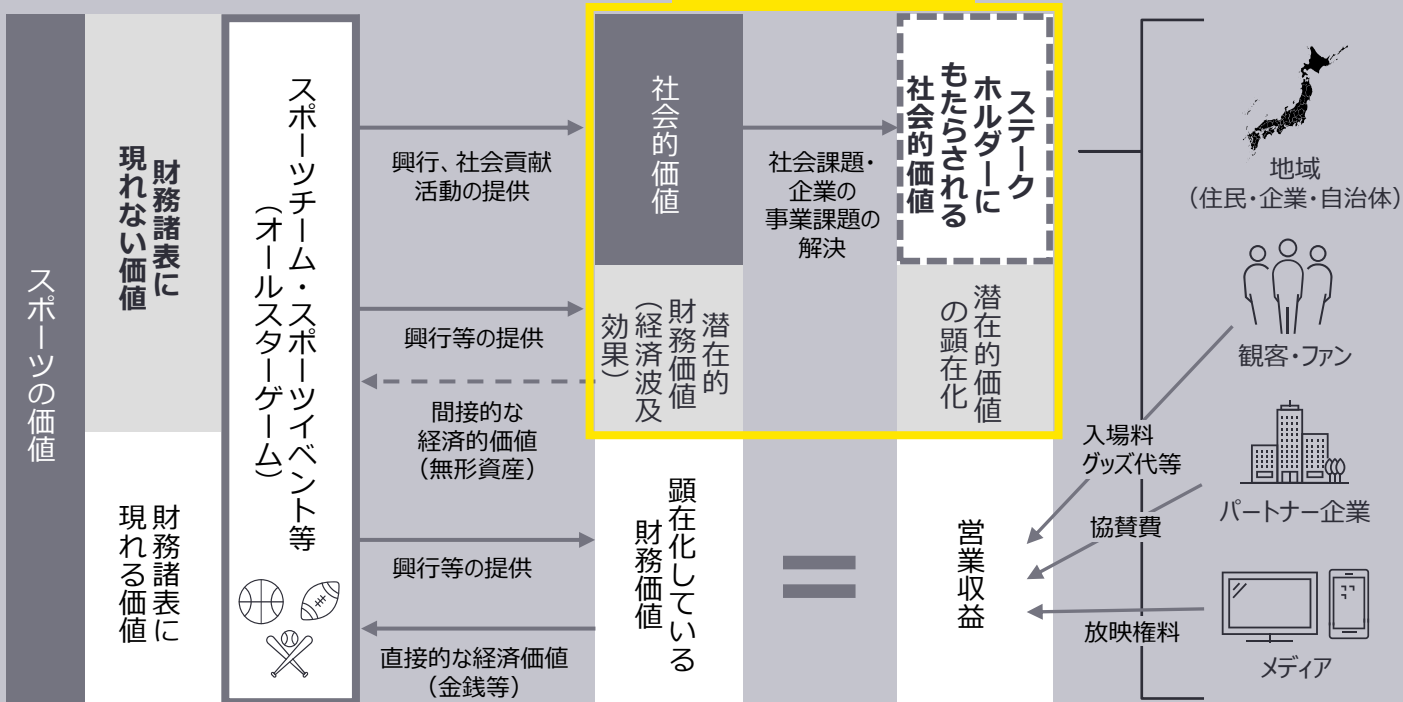 スポーツの価値
財務諸表に
現れない価値
財務諸表に
現れる価値
スポーツチーム・スポーツイベント等
（オールスターゲーム）
興行、社会貢献
活動の提供
興行等の提供
間接的な
経済的価値
（無形資産）
興行等の提供
直接的な経済価値
（金銭等）
社会的価値
潜在的
財務価値
（経済波及
効果）
顕在化している
財務価値
社会課題・
企業の
事業課題の
解決
＝
ステーク
ホルダーに
もたらされる
社会的価値
潜在的価値
の顕在化
営業収益
入場料
グッズ代等
協賛費
放映権料
地域
（住民・企業・自治体）
観客・ファン
パートナー企業
メディア